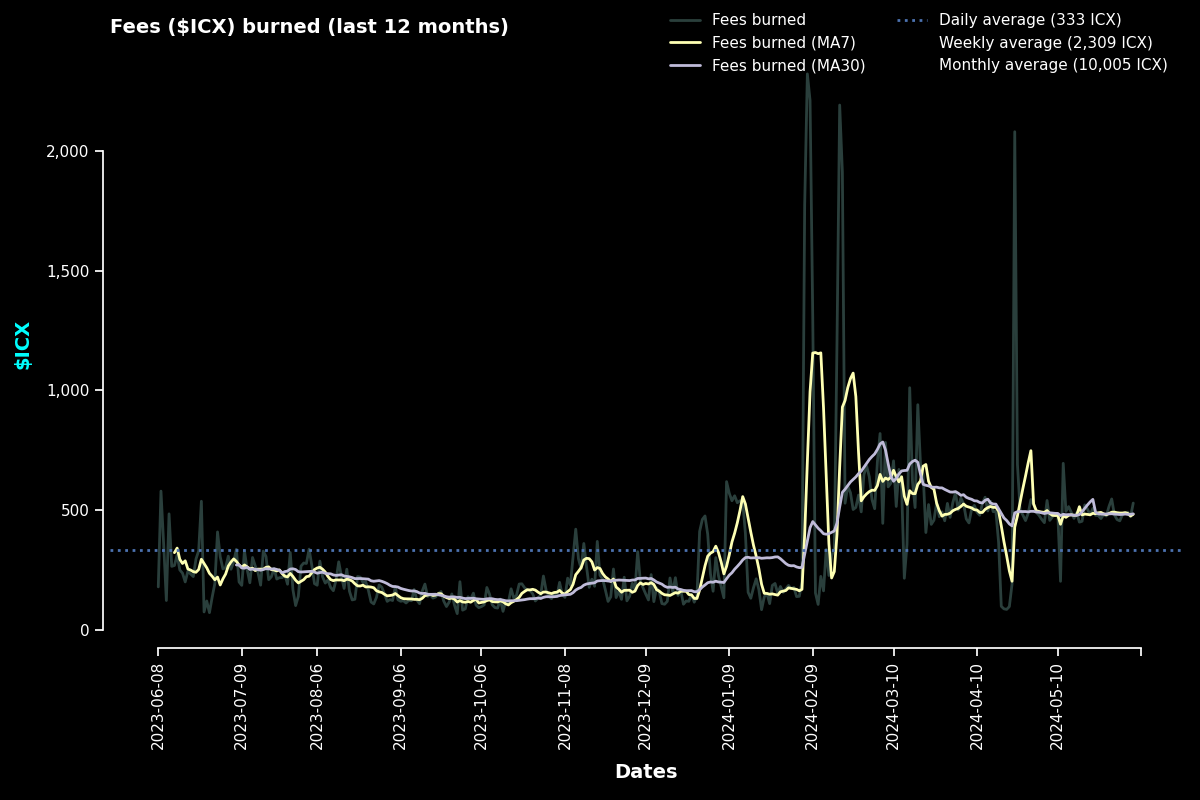 Fees ($ICX) burned (last 12 months)
Fees burned
Fees burned (MA7)
Fees burned (MA30)
Daily average (333 ICX)
Weekly average (2,309 ICX)
Monthly average (10,005 ICX)
2,000
1,500
1,000
500
0
$ICX
2023-06-08
2023-07-09
2023-08-06
2023-09-06
2023-10-06
2023-11-08
2023-12-09
2024-01-09
2024-02-09
2024-03-10
2024-04-10
2024-05-10
Dates